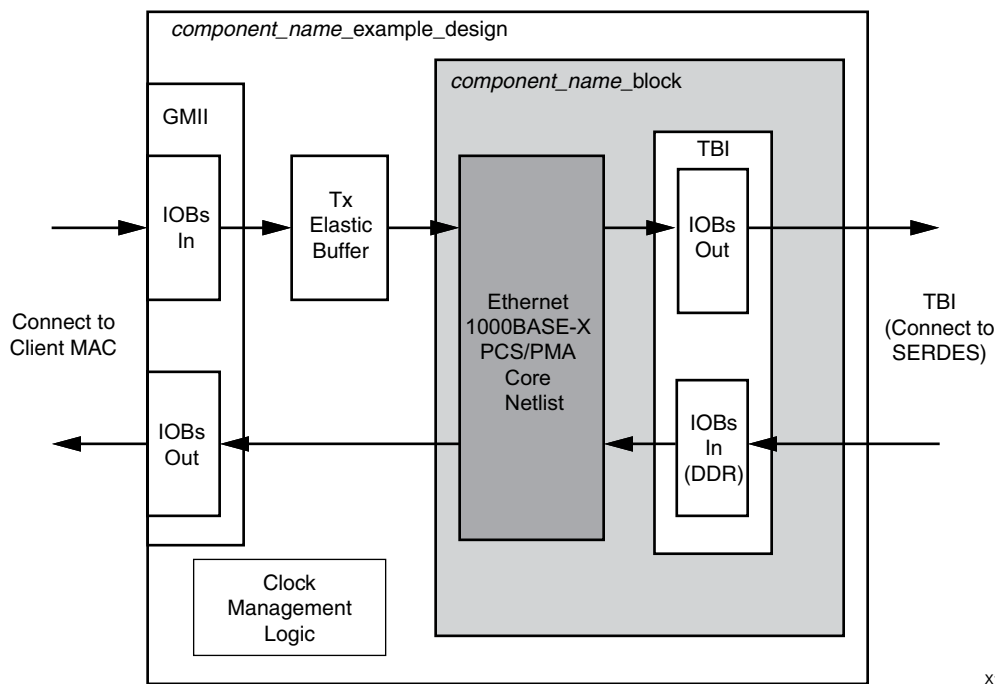 component_name_example_design
component_name_block
GMII
TBI
IOBs
In
Tx
Elastic
Buffer
IOBs
Out
Connect to
Client MAC
Ethernet
1000BASE-X
PCS/PMA
Core
Netlist
TBI
(Connect to
SERDES)
IOBs
Out
IOBs
In
(DDR)
Clock
Management
Logic
x